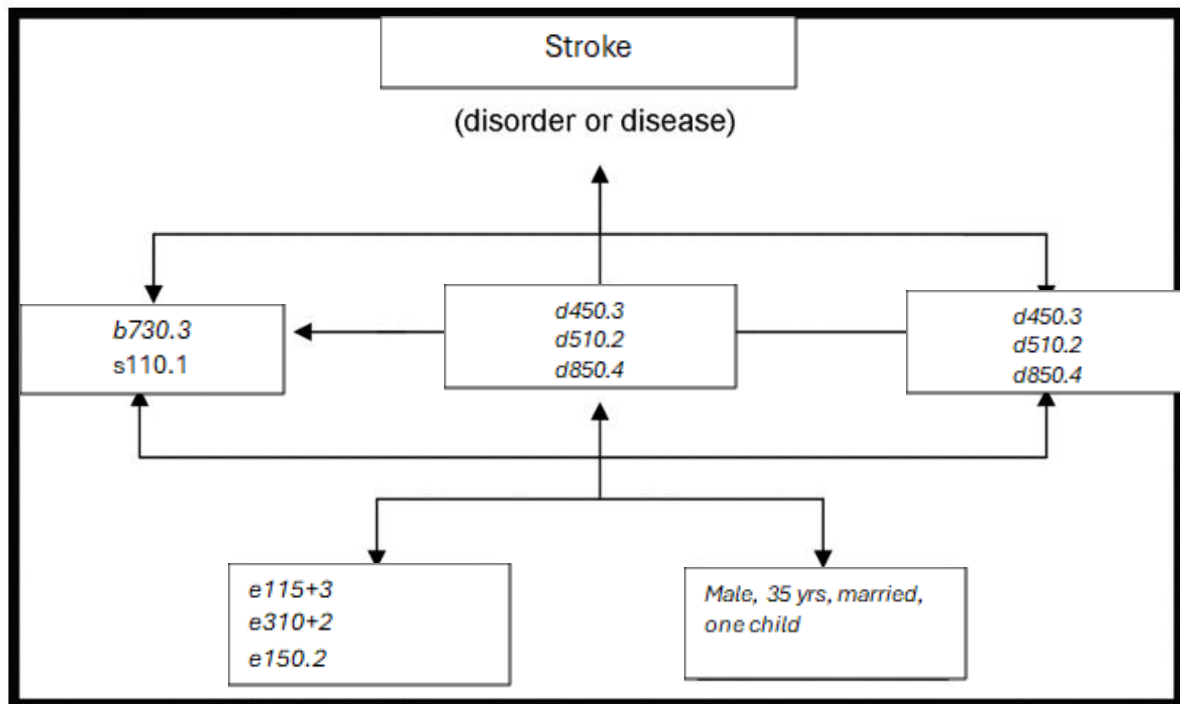 Stroke
(disorder or disease)
b730.3
s110.1
d450.3
d510.2
d850.4
d450.3
d510.2
d850.4
e115+3
e310+2
e150.2
Male, 35 yrs, married,
one child